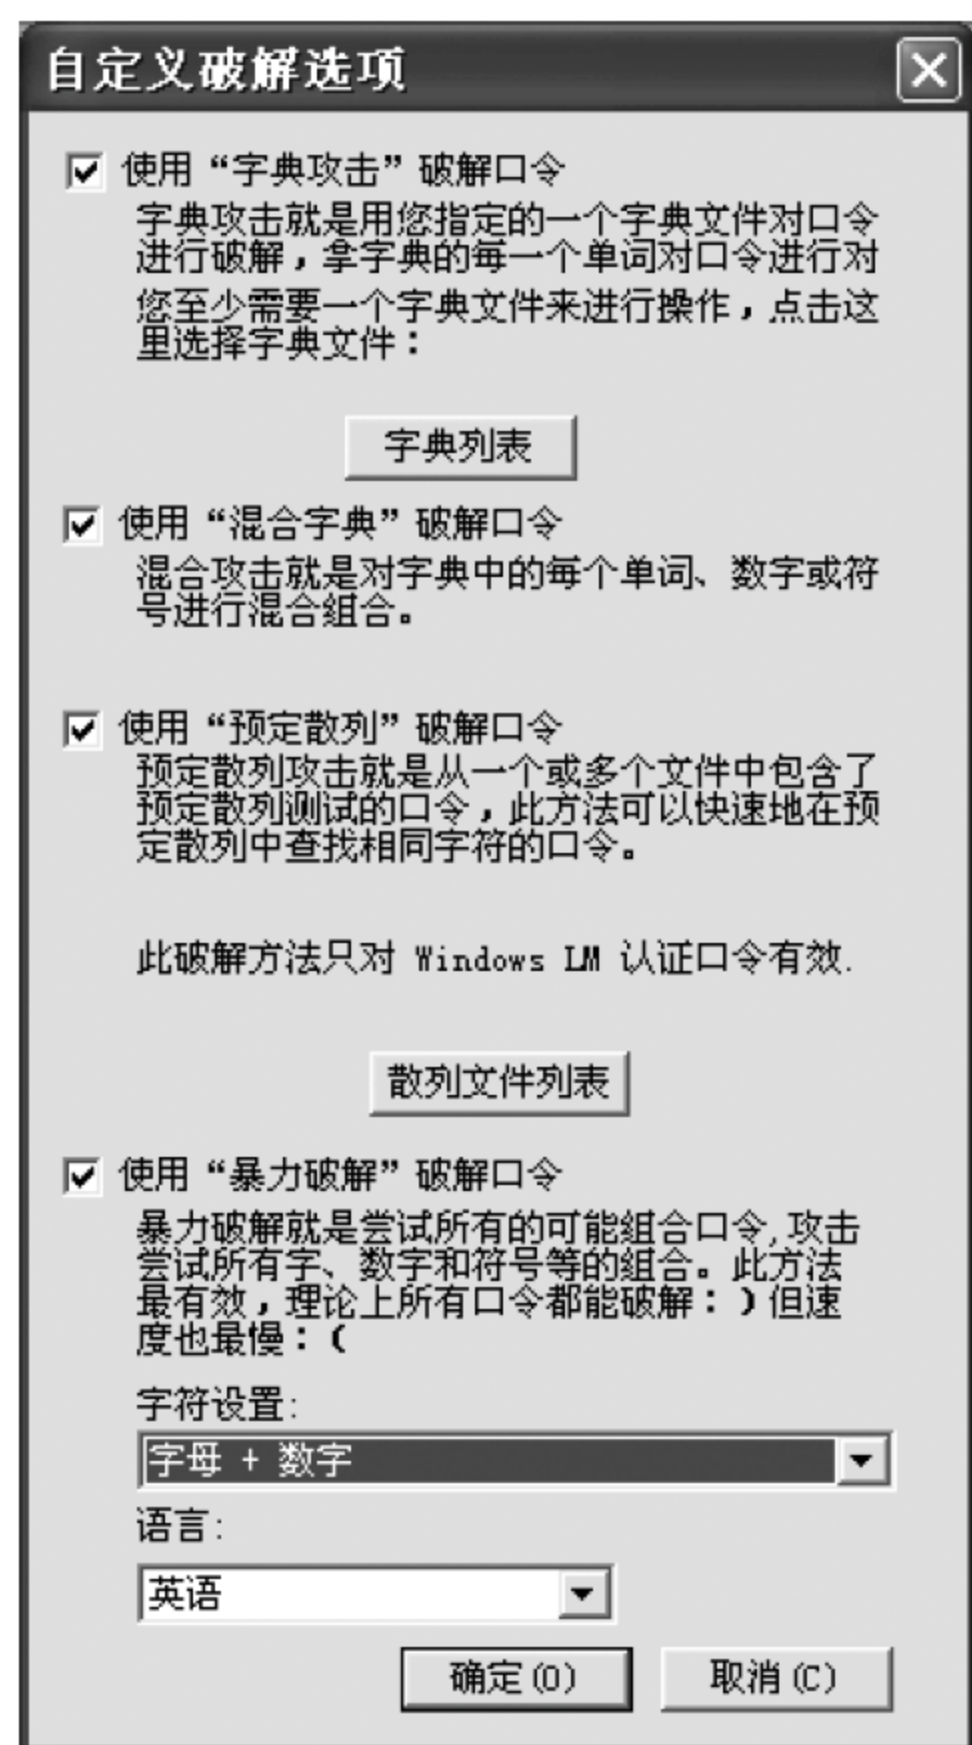 自定义破解选项
使用“字典攻击”破解口令
字典攻击就是用您指定的一个字典文件对口令
进行破解，拿字典的每一个单词对口令进行对
您至少需要一个字典文件来进行操作，点击这
里选择字典文件：
字典列表
使用“混合字典”破解口令
混合攻击就是对字典中的每个单词、数字或符
号进行混合组合。
使用“预定散列”破解口令
预定散列攻击就是从一个或多个文件中包含了
预定散列测试的口令，此方法可以快速地在预
定散列中查找相同字符的口令。
此破解方法只对 Windows LM 认证口令有效.
散列文件列表
使用“暴力破解”破解口令
暴力破解就是尝试所有的可能组合口令,攻击
尝试所有字、数字和符号等的组合。此方法
最有效，理论上所有口令都能破解：）但速
度也最慢：（
字符设置:
字母 + 数字
语言:
英语
确定(O)
取消(C)